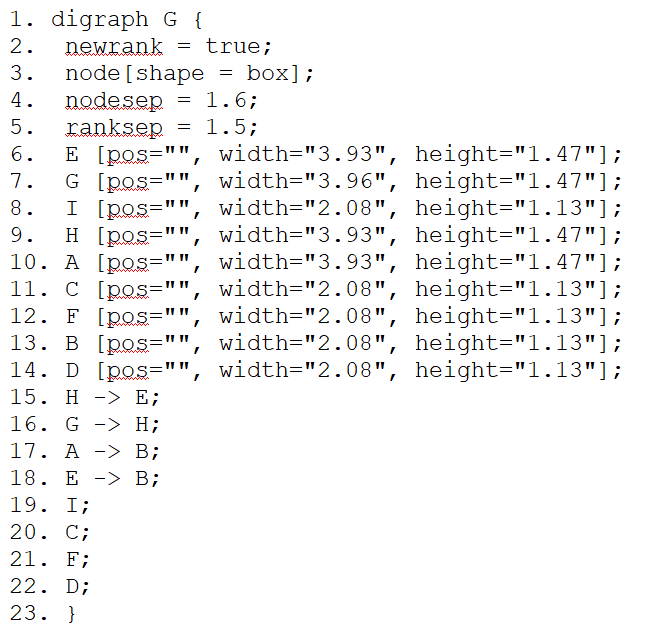 1. digraph G {
2. newrank = true;
3. node[shape = box];
4. nodesep = 1.6;
5. ranksep = 1.5;
6. E [pos="", width="3.93", height="1.47"];
7. G [pos="", width="3.96", height="1.47"];
8. I [pos="", width="2.08", height="1.13"];
9. H [pos="", width="3.93", height="1.47"];
10. A [pos="", width="3.93", height="1.47"];
11. C [pos="", width="2.08", height="1.13"];
12. F [pos="", width="2.08", height="1.13"];
13. B [pos="", width="2.08", height="1.13"];
14. D [pos="", width="2.08", height="1.13"];
15. H -> E;
16. G -> H;
17. A -> B;
18. E -> B;
19. I;
20. C;
21. F;
22. D;
23. }